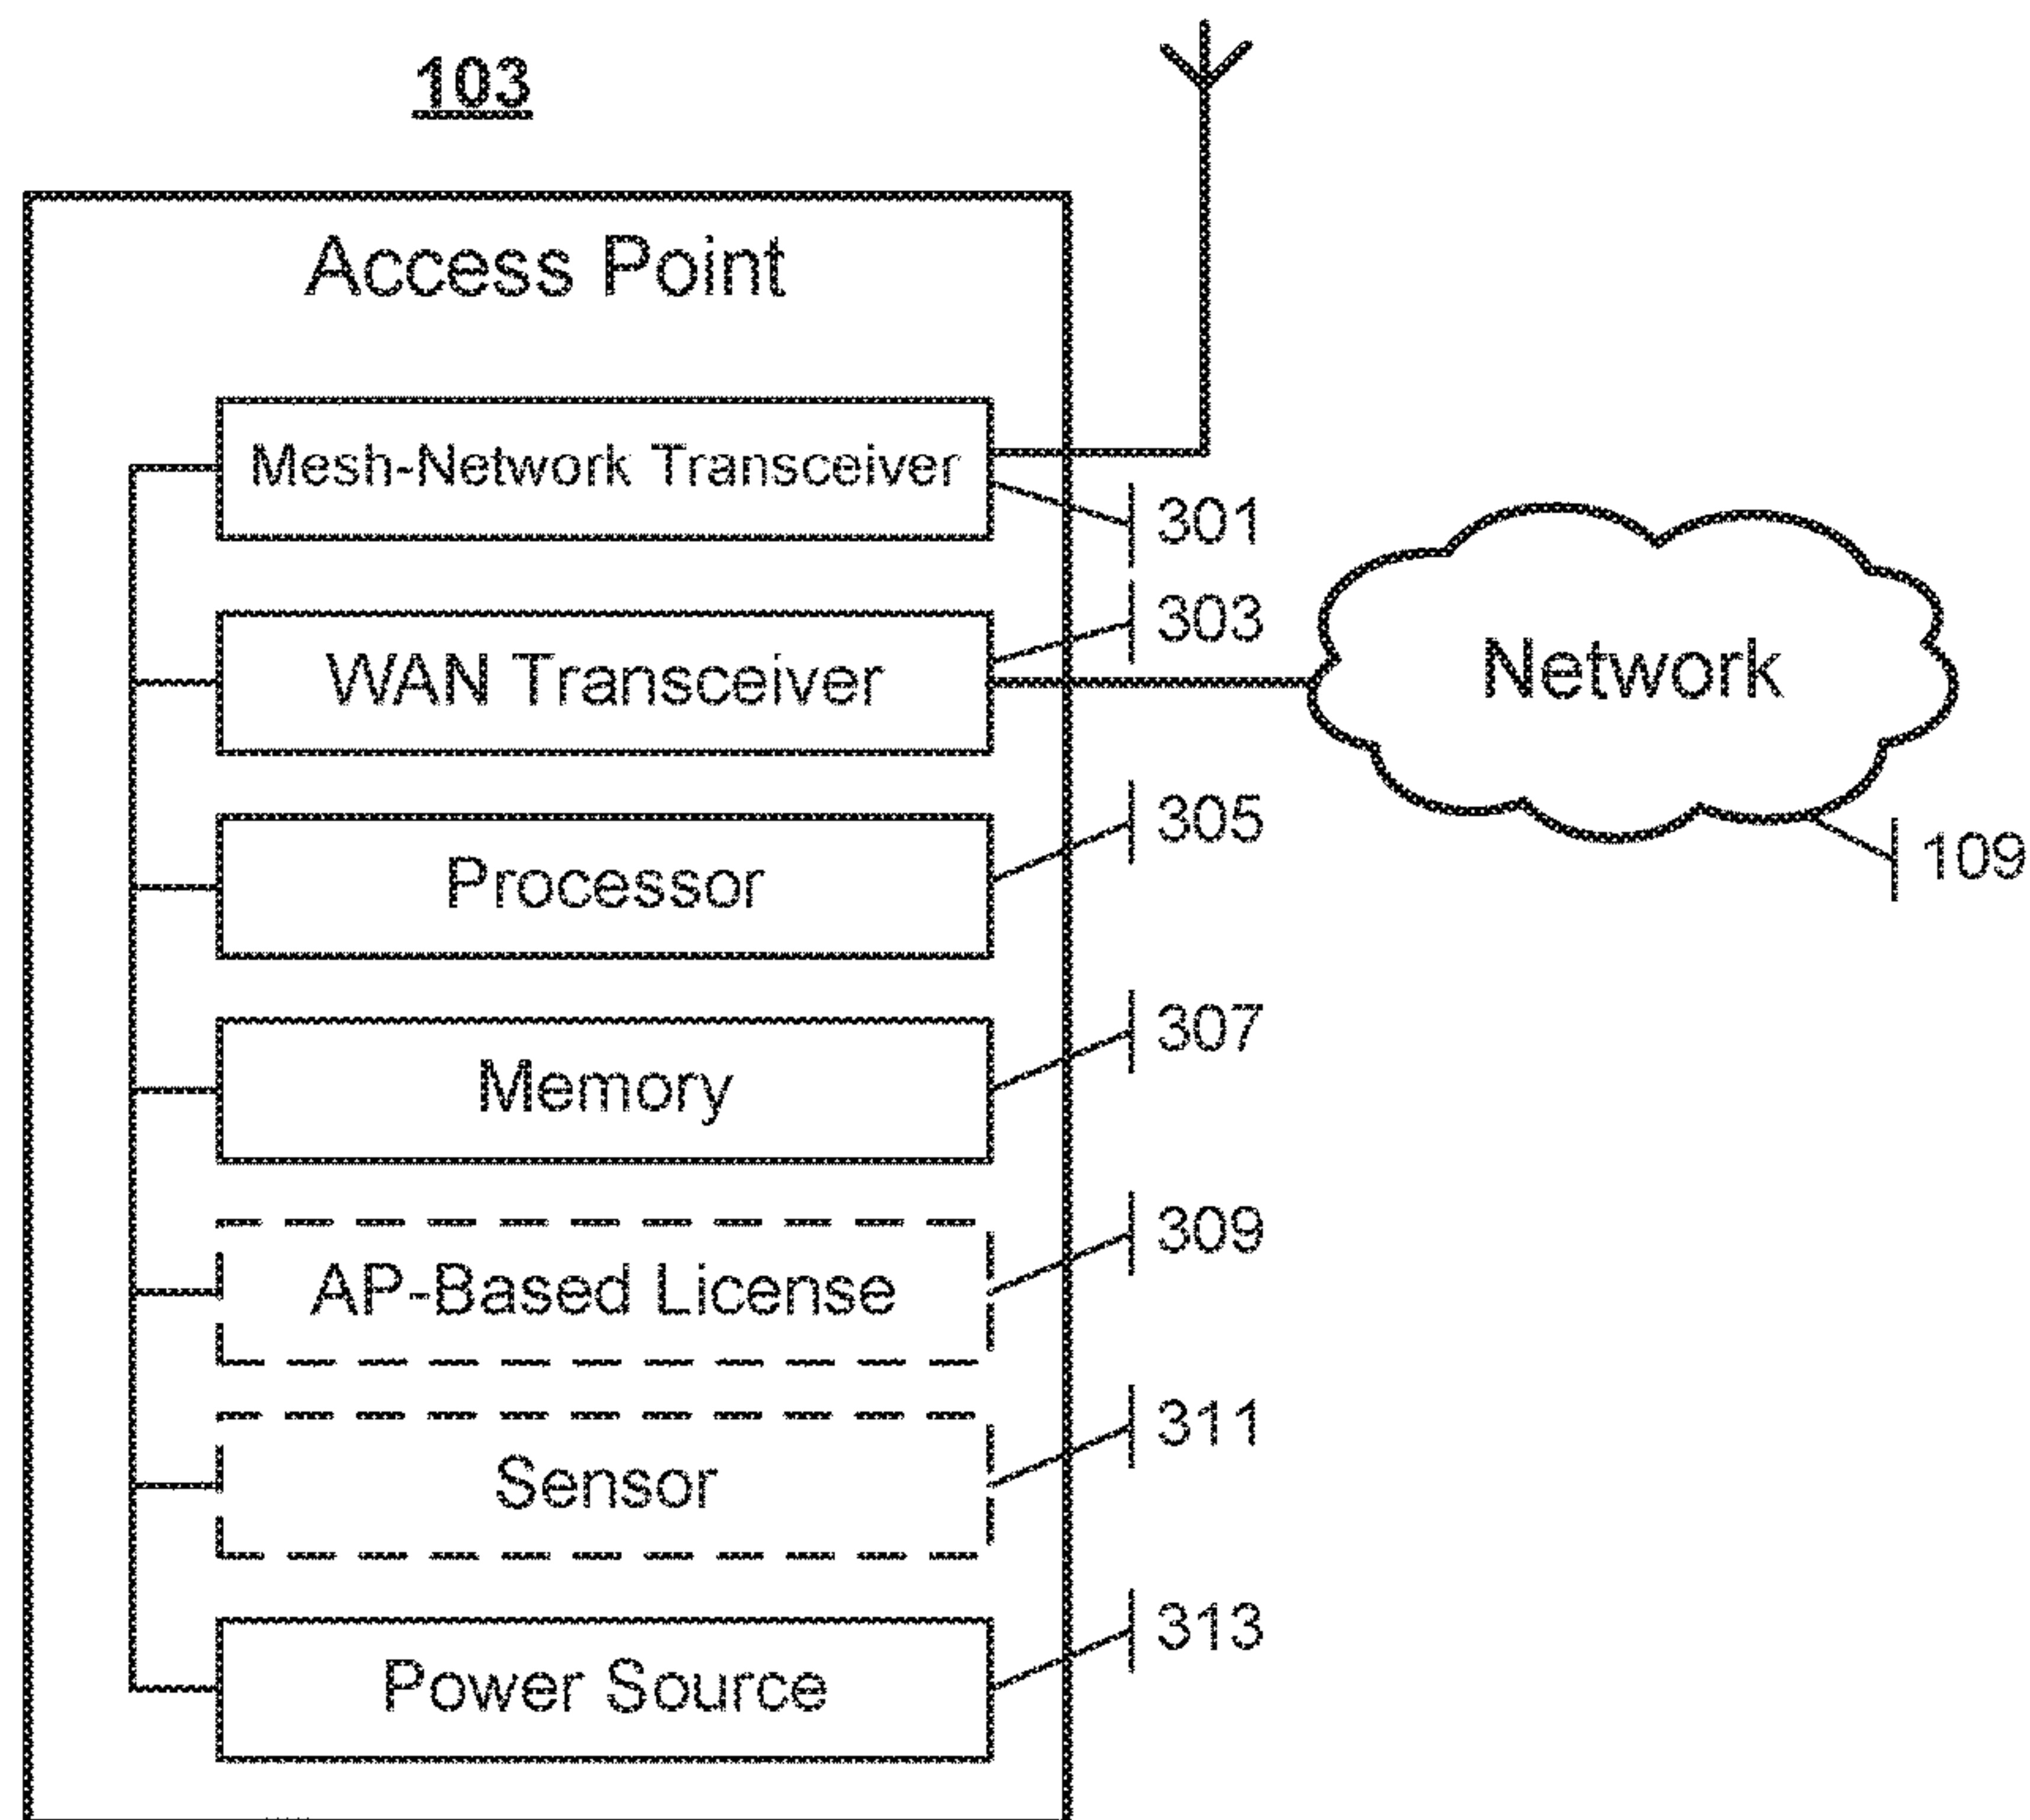 103
Access Point
Mesh-Network Transceiver
301
303
WAN Transceiver
Network
305
109
Processor
307
Memory
309
AP-Based License
311
Sensor
313
Power Source